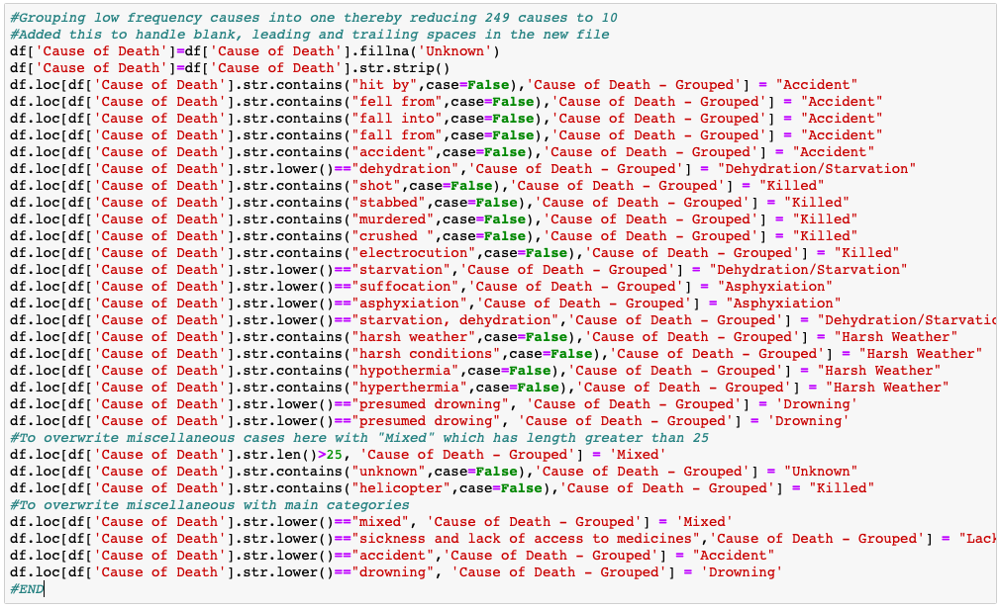 #Grouping low frequency causes into one thereby reducing 249 causes to 10
#Added this to handle blank, leading and trailing spaces in the new file
df['Cause of Death']=df['Cause of Death'].fillna('Unknown')
df['Cause of Death']=df['Cause of Death'].str.strip()
df.loc[df['Cause of Death'].str.contains("hit by",case=False),'Cause of Death - Grouped'] = "Accident"
df.loc[df['Cause of Death'].str.contains("fell from",case=False),'Cause of Death - Grouped'] = "Accident"
df.loc[df['Cause of Death'].str.contains("fall into",case=False),'Cause of Death - Grouped'] = "Accident"
df.loc[df['Cause of Death'].str.contains("fall from",case=False),'Cause of Death - Grouped'] = "Accident"
df.loc[df['Cause of Death'].str.contains("accident",case=False),'Cause of Death - Grouped'] = "Accident"
df.loc[df['Cause of Death'].str.lower()=="dehydration",'Cause of Death - Grouped'] = "Dehydration/Starvation"
df.loc[df['Cause of Death'].str.contains("shot",case=False),'Cause of Death - Grouped'] = "Killed"
df.loc[df['Cause of Death'].str.contains("stabbed",case=False),'Cause of Death - Grouped'] = "Killed"
df.loc[df['Cause of Death'].str.contains("murdered",case=False),'Cause of Death - Grouped'] = "Killed"
df.loc[df['Cause of Death'].str.contains("crushed ",case=False),'Cause of Death - Grouped'] = "Killed"
df.loc[df['Cause of Death'].str.contains("electrocution",case=False),'Cause of Death - Grouped'] = "Killed"
df.loc[df['Cause of Death'].str.lower()=="starvation",'Cause of Death - Grouped'] = "Dehydration/Starvation"
df.loc[df['Cause of Death'].str.lower()=="suffocation",'Cause of Death - Grouped'] = "Asphyxiation"
df.loc[df['Cause of Death'].str.lower()=="asphyxiation",'Cause of Death - Grouped'] = "Asphyxiation"
df.loc[df['Cause of Death'].str.lower()=="starvation, dehydration",'Cause of Death - Grouped'] = "Dehydration/Starvatic
df.loc[df['Cause of Death'].str.contains("harsh weather",case=False),'Cause of Death - Grouped'] = "Harsh Weather"
df.loc[df['Cause of Death'].str.contains("harsh conditions",case=False),'Cause of Death - Grouped'] = "Harsh Weather"
df.loc[df['Cause of Death'].str.contains("hypothermia",case=False),'Cause of Death - Grouped'] = "Harsh Weather"
df.loc[df['Cause of Death'].str.contains("hyperthermia",case=False),'Cause of Death - Grouped'] = "Harsh Weather"
df.loc[df['Cause of Death'].str.lower()=="presumed drowning", 'Cause of Death - Grouped'] = 'Drowning'
df.loc[df['Cause of Death'].str.lower()=="presumed drowing", 'Cause of Death - Grouped'] = 'Drowning'
#To overwrite miscellaneous cases here with "Mixed" which has length greater than 25
df.loc[df['Cause of Death'].str.len()>25, 'Cause of Death - Grouped'] = 'Mixed'
df.loc[df['Cause of Death'].str.contains("unknown",case=False),'Cause of Death - Grouped'] = "Unknown"
df.loc[df['Cause of Death'].str.contains("helicopter",case=False),'Cause of Death - Grouped'] = "Killed"
#To overwrite miscellaneous with main categories
df.loc[df['Cause of Death'].str.lower()=="mixed", 'Cause of Death - Grouped'] = 'Mixed'
df.loc[df['Cause of Death'].str.lower()=="sickness and lack of access to medicines",'Cause of Death - Grouped'] = "Lack
df.loc[df['Cause of Death'].str.lower()=="accident",'Cause of Death - Grouped'] = "Accident"
df.loc[df['Cause of Death'].str.lower()=="drowning", 'Cause of Death - Grouped'] = 'Drowning'
#END